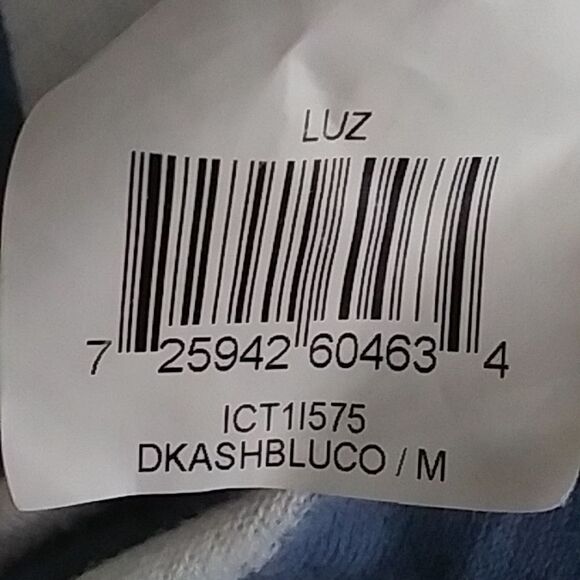 LUZ
7 25942 60463 4
ICT1I575
DKASHBLUCO / M